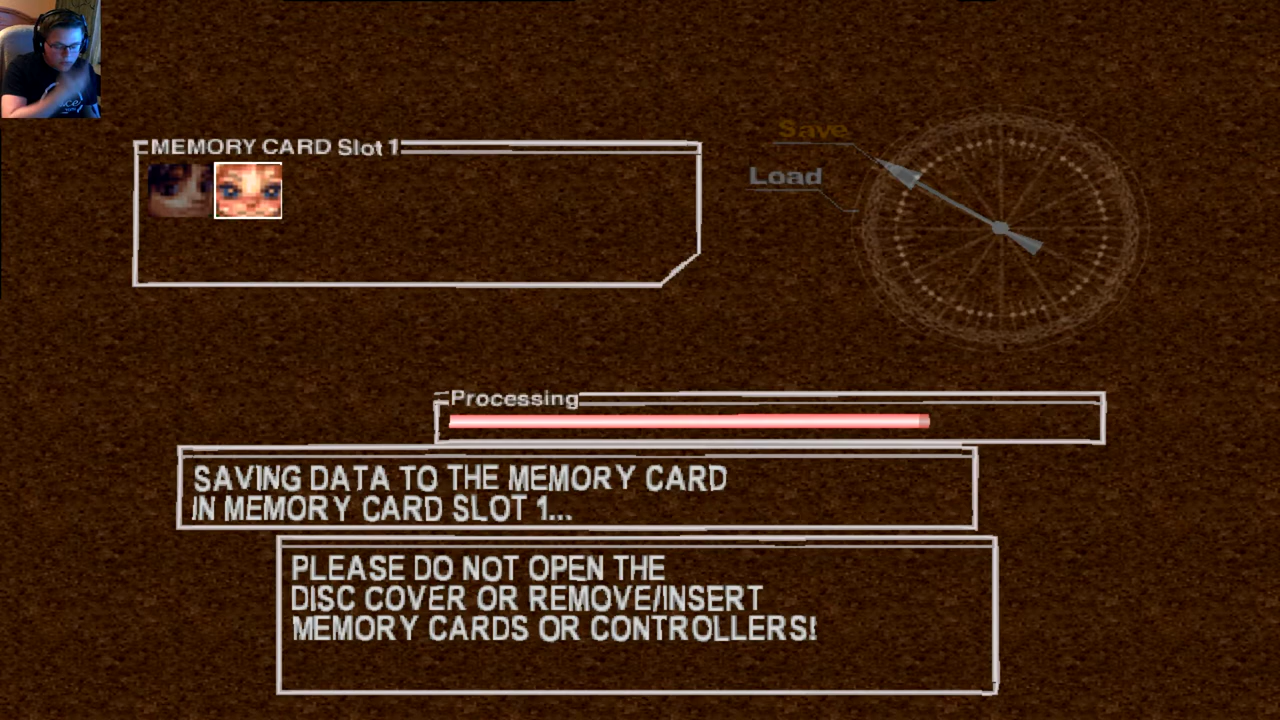 MEMORY CARD Slot 1
Save
Load
Processing
SAVING DATA TO THE MEMORY CARD
IN MEMORY CARD SLOT 1...
PLEASE DO NOT OPEN THE
DISC COVER OR REMOVE/INSERT
MEMORY CARDS OR CONTROLLERS!